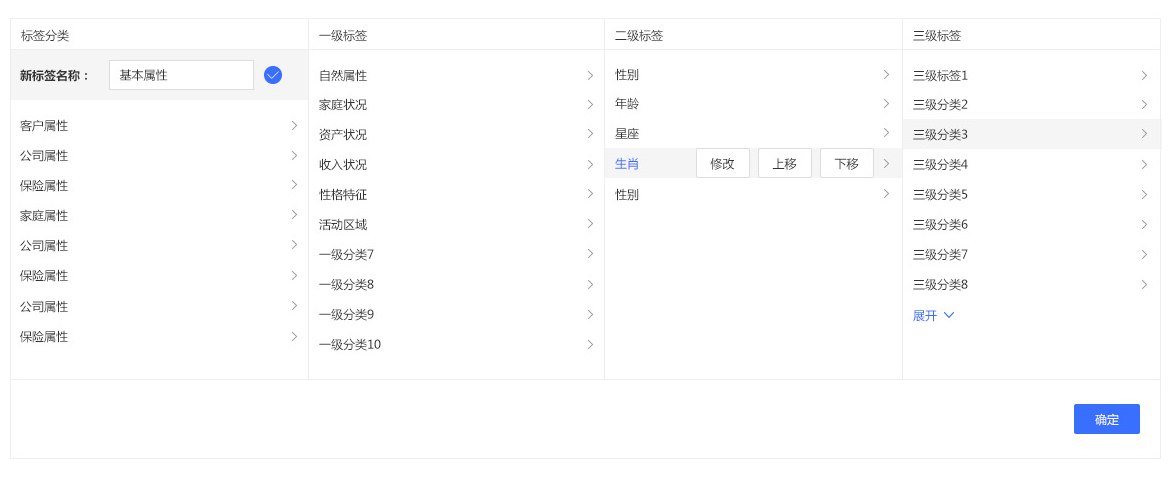 标签分类
新标签名称： 基本属性
客户属性
公司属性
保险属性
家庭属性
公司属性
保险属性
公司属性
保险属性
一级标签
自然属性
家庭状况
资产状况
收入状况
性格特征
活动区域
一级分类7
一级分类8
一级分类9
一级分类10
二级标签
性别
年龄
星座
生肖 修改 上移 下移
性别
三级标签
三级标签1
三级分类2
三级分类3
三级分类4
三级分类5
三级分类6
三级分类7
三级分类8
展开
确定